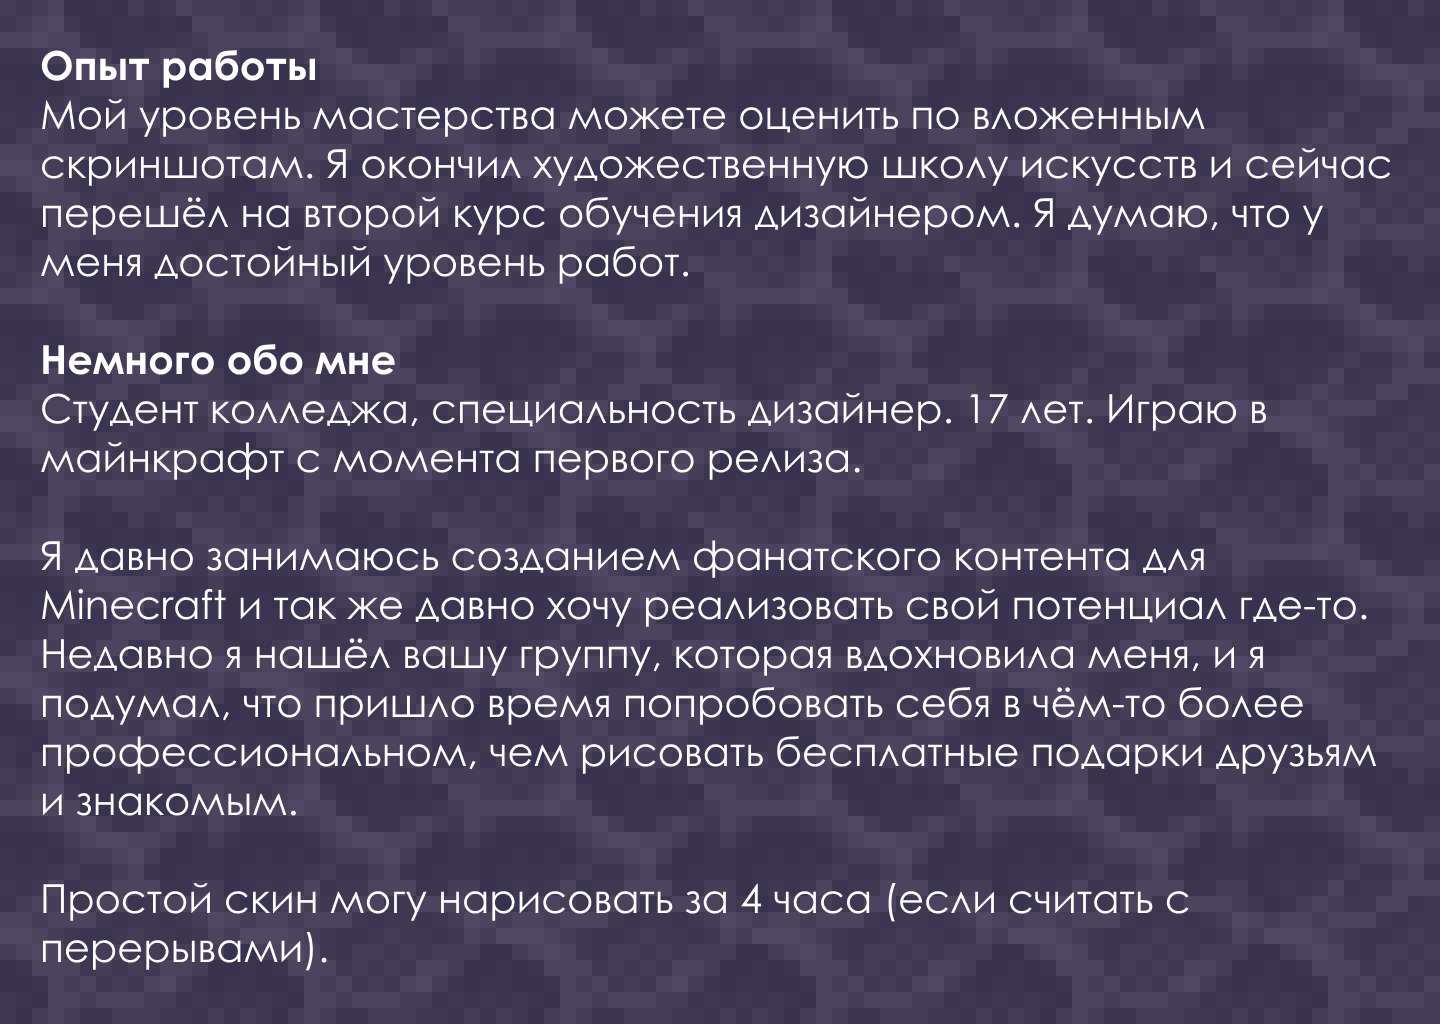 Опыт работы
Мой уровень мастерства можете оценить по вложенным
скриншотам. Я окончил художественную школу искусств и сейчас
перешёл на второй курс обучения дизайнером. Я думаю, что у
меня достойный уровень работ.
Немного обо мне
Студент колледжа, специальность дизайнер. 17 лет. Играю в
майнкрафт с момента первого релиза.
Я давно занимаюсь созданием фанатского контента для
Minecraft и так же давно хочу реализовать свой потенциал где-то.
Недавно я нашёл вашу группу, которая вдохновила меня, и я
подумал, что пришло время попробовать себя в чём-то более
профессиональном, чем рисовать бесплатные подарки друзьям
и знакомым.
Простой скин могу нарисовать за 4 часа (если считать с
перерывами).